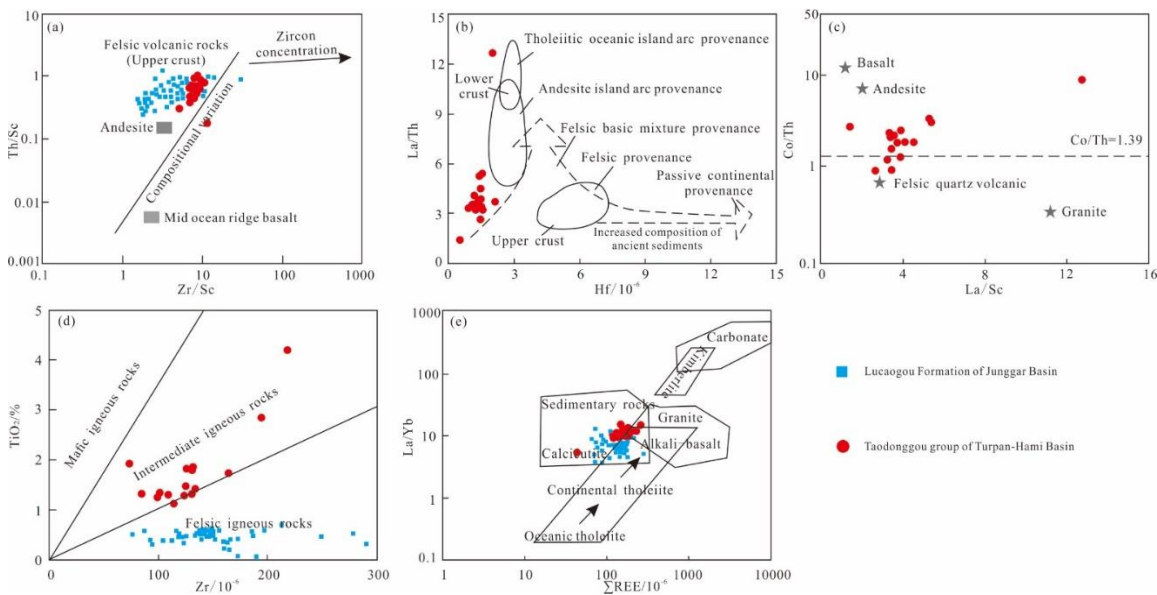 (a)
Th/Sc
10
1
0.1
0.01
0.001
Felsic volcanic rocks
(Upper crust)
Zircon
concentration
Andesite
Compositional variation
Mid ocean ridge basalt
0.1
1
10
100
1000
Zr/Sc
(b)
La/Th
15
12
9
6
3
0
Tholeiitic oceanic island arc provenance
Lower
crust
Andesite island arc provenance
Felsic basic mixture provenance
Felsic provenance
Passive continental
provenance
Upper crust
Increased composition of
ancient sediments
0
3
6
9
12
15
Hf/10⁻⁶
(c)
Co/Th
100
10
1
0.1
Basalt
Andesite
Co/Th=1.39
Felsic quartz volcanic
Granite
0
4
8
12
16
La/Sc
(d)
TiO₂/%
5
4
3
2
1
0
Mafic igneous rocks
Intermediate igneous rocks
Felsic igneous rocks
0
100
200
300
Zr/10⁻⁶
(e)
La/Yb
1000
100
10
1
0.1
Carbonate
Kimberlite
Sedimentary rocks
Granite
Alkali basalt
Continental tholeiite
Oceanic tholeiite
1
10
100
1000
10000
∑REE/10⁻⁶
Lucaogou Formation of Junggar Basin
Taodonggou group of Turpan-Hami Basin